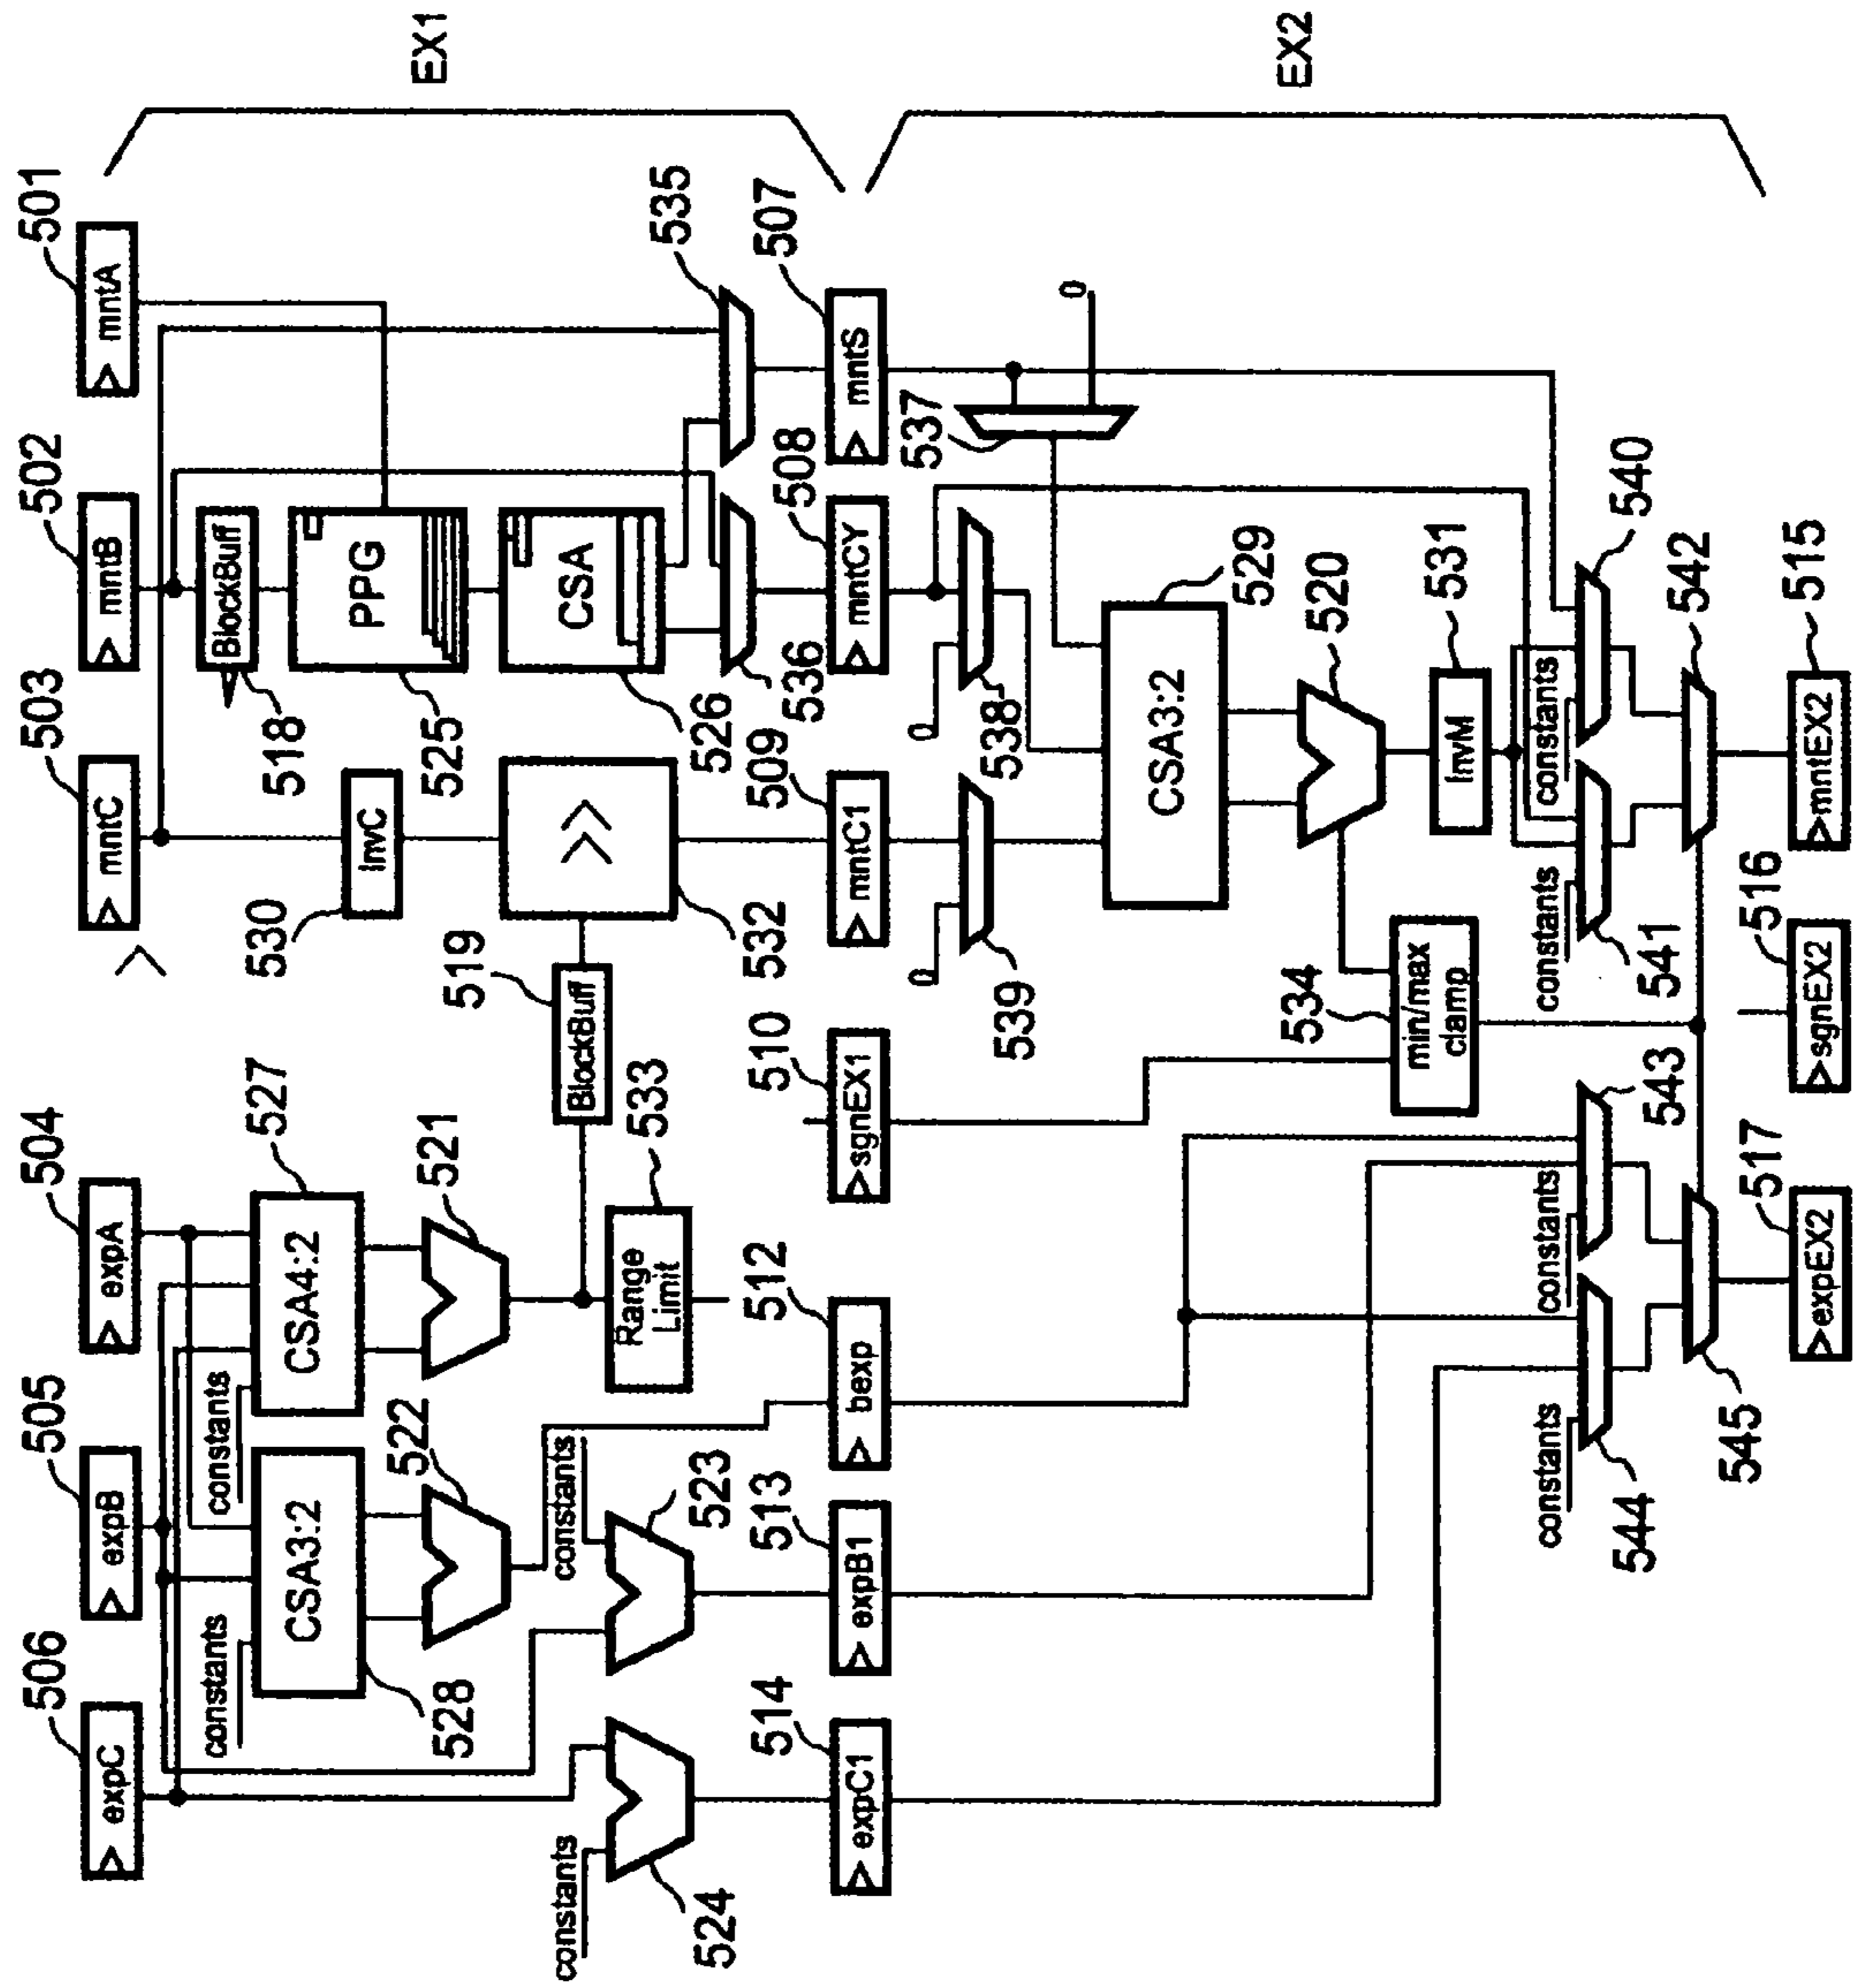 506
505
504
503
502
501
> expC
> expB
> expA
> mntC
> mntB
> mntA
constants
constants
CSA3:2
CSA4:2
527
528
522
521
530
InvC
BlockBuff
518
PPG
525
EX1
constants
524
constants
523
Range
Limit
533
519
BlockBuff
>>
532
CSA
526
536
535
514
513
512
510
509
508
507
> expC1
> expB1
> bexp
>sgnEX1
> mntC1
> mntCY
> mntS
0
539
0
538
537
0
CSA3:2
529
520
534
min/max
clamp
InvM
531
EX2
constants
544
constants
543
constants
541
constants
540
545
542
517
516
515
>expEX2
>sgnEX2
>mntEX2